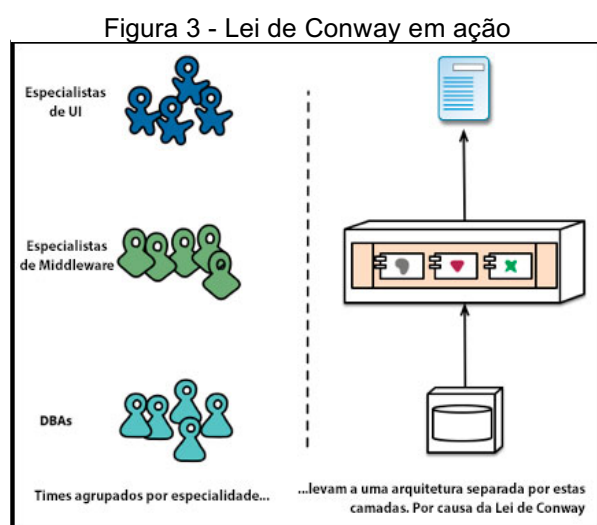 Figura 3 - Lei de Conway em ação
Especialistas
de UI
Especialistas
de Middleware
DBAs
Times agrupados por especialidade...
...levam a uma arquitetura separada por estas
camadas. Por causa da Lei de Conway